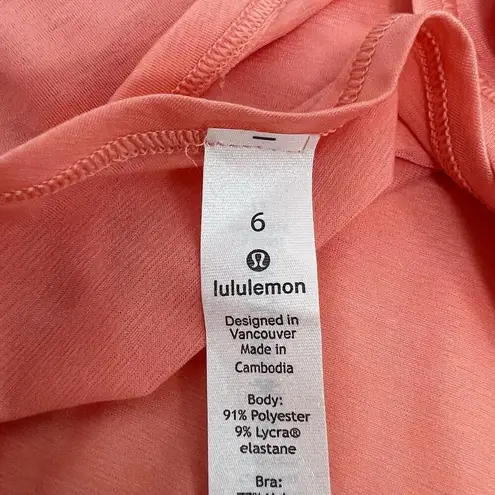 6
lululemon
Designed in
Vancouver
Made in
Cambodia
Body:
91% Polyester
9% Lycra®
elastane
Bra: